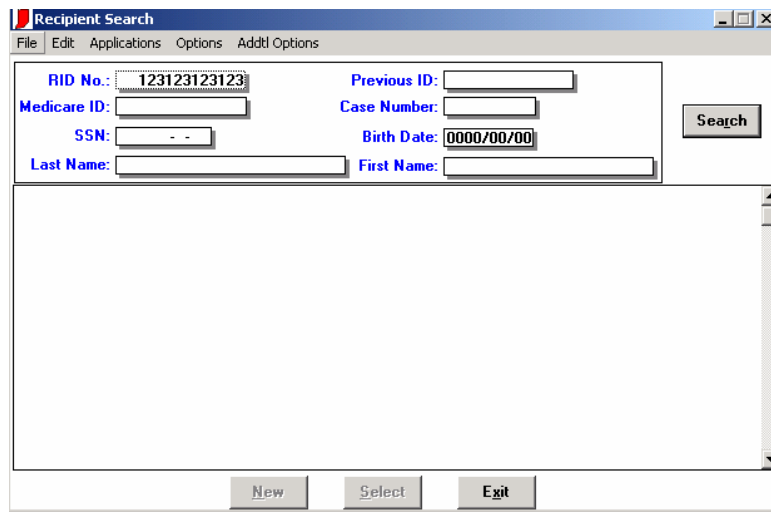 Recipient Search
File Edit Applications Options Addtl Options
RID No.: 123123123123 Previous ID:
Medicare ID: Case Number:
SSN: - - Birth Date: 0000/00/00
Search
Last Name: First Name:
New Select Exit